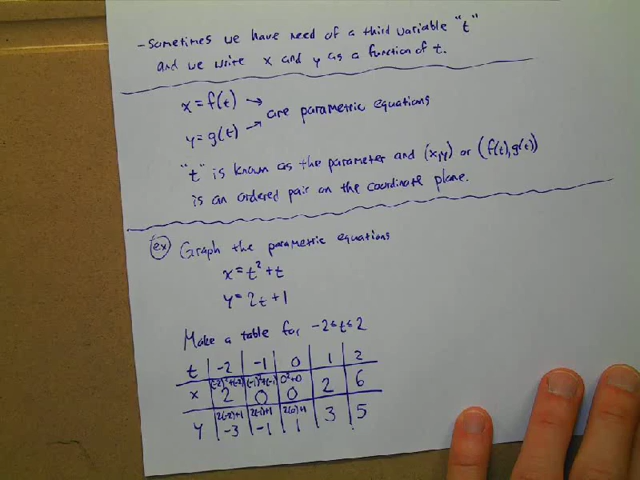 - Sometimes we have need of a third variable "t"
and we write x and y as a function of t.
x = f(t) →
are parametric equations
y = g(t) →
"t" is known as the parameter and (x,y) or (f(t),g(t))
is an ordered pair on the coordinate plane.
ex Graph the parametric equations
x = t² + t
y = 2t + 1
Make a table for -2 ≤ t ≤ 2
t | -2 | -1 | 0 | 1 | 2
(-2)²+(-2) (-1)²+(-1) 0²+0
x | 2 | 0 | 0 | 2 | 6
2(-2)+1 2(-1)+1 2(0)+1
y | -3 | -1 | 1 | 3 | 5